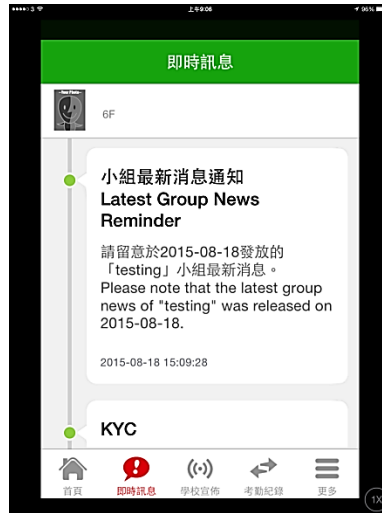 3
上午9:06
96%
即時訊息
-Your Photo-
6F
小組最新消息通知
Latest Group News
Reminder
請留意於2015-08-18發放的
「testing」小組最新消息。
Please note that the latest group
news of "testing" was released on
2015-08-18.
2015-08-18 15:09:28
KYC
首頁 即時訊息 學校宣佈 考勤紀錄 更多
1X